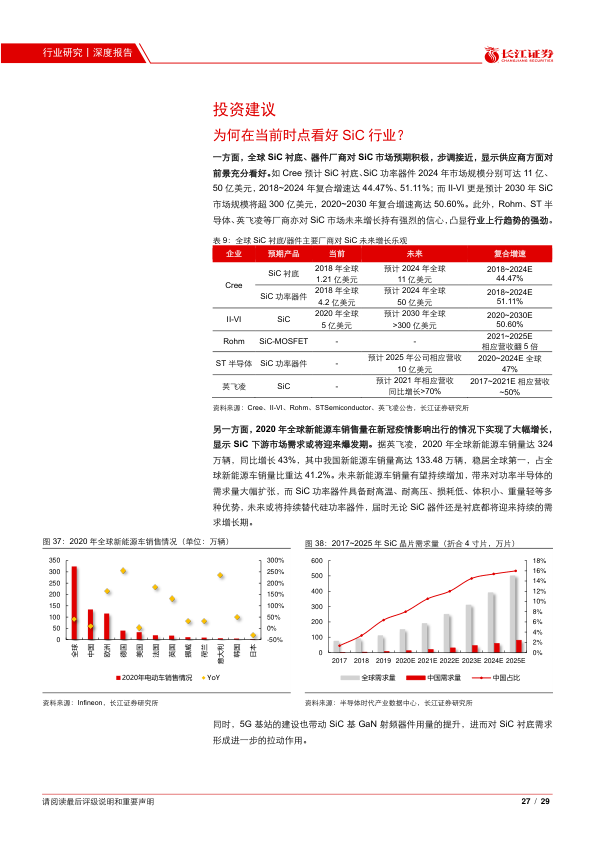 行业研究丨深度报告
长江证券
CHANGJIANG SECURITIES
投资建议
为何在当前时点看好 SiC 行业？
一方面，全球 SiC 衬底、器件厂商对 SiC 市场预期积极，步调接近，显示供应商方面对
前景充分看好。如 Cree 预计 SiC 衬底、SiC 功率器件 2024 年市场规模分别可达 11 亿、
50 亿美元，2018~2024 年复合增速达 44.47%、51.11%；而 II-VI 更是预计 2030 年 SiC
市场规模将超 300 亿美元，2020~2030 年复合增速高达 50.60%。此外，Rohm、ST 半
导体、英飞凌等厂商亦对 SiC 市场未来增长持有强烈的信心，凸显行业上行趋势的强劲。
表 9：全球 SiC 衬底/器件主要厂商对 SiC 未来增长乐观
企业 预期产品 当前 未来 复合增速
Cree
SiC 衬底 2018 年全球 1.21 亿美元 预计 2024 年全球 11 亿美元 2018~2024E 44.47%
SiC 功率器件 2018 年全球 4.2 亿美元 预计 2024 年全球 50 亿美元 2018~2024E 51.11%
II-VI SiC 2020 年全球 5 亿美元 预计 2030 年全球 >300 亿美元 2020~2030E 50.60%
Rohm SiC-MOSFET - - 2021~2025E 相应营收翻 5 倍
ST 半导体 SiC 功率器件 - 预计 2025 年公司相应营收 10 亿美元 2020~2024E 全球 47%
英飞凌 SiC - 预计 2021 年相应营收 同比增长>70% 2017~2021E 相应营收 ~50%
资料来源：Cree、II-VI、Rohm、STSemiconductor、英飞凌公告，长江证券研究所
另一方面，2020 年全球新能源车销售量在新冠疫情影响出行的情况下实现了大幅增长，
显示 SiC 下游市场需求或将迎来爆发期。据英飞凌，2020 年全球新能源车销量达 324
万辆，同比增长 43%，其中我国新能源车销量高达 133.48 万辆，稳居全球第一，占全
球新能源车销量比重达 41.2%。未来新能源车销量有望持续增加，带来对功率半导体的
需求量大幅扩张，而 SiC 功率器件具备耐高温、耐高压、损耗低、体积小、重量轻等多
种优势，未来或将持续替代硅功率器件，届时无论 SiC 器件还是衬底都将迎来持续的需
求增长期。
图 37：2020 年全球新能源车销售情况（单位：万辆）
350
300
250
200
150
100
50
0
300%
250%
200%
150%
100%
50%
0%
-50%
全球 中国 欧洲 德国 美国 法国 英国 挪威 荷兰 意大利 韩国 日本
2020年电动车销售情况 YoY
资料来源：Infineon，长江证券研究所
图 38：2017~2025 年 SiC 晶片需求量（折合 4 寸片，万片）
600
500
400
300
200
100
0
18%
16%
14%
12%
10%
8%
6%
4%
2%
0%
2017 2018 2019 2020E 2021E 2022E 2023E 2024E 2025E
全球需求量 中国需求量 中国占比
资料来源：半导体时代产业数据中心，长江证券研究所
同时，5G 基站的建设也带动 SiC 基 GaN 射频器件用量的提升，进而对 SiC 衬底需求
形成进一步的拉动作用。
请阅读最后评级说明和重要声明
27 / 29